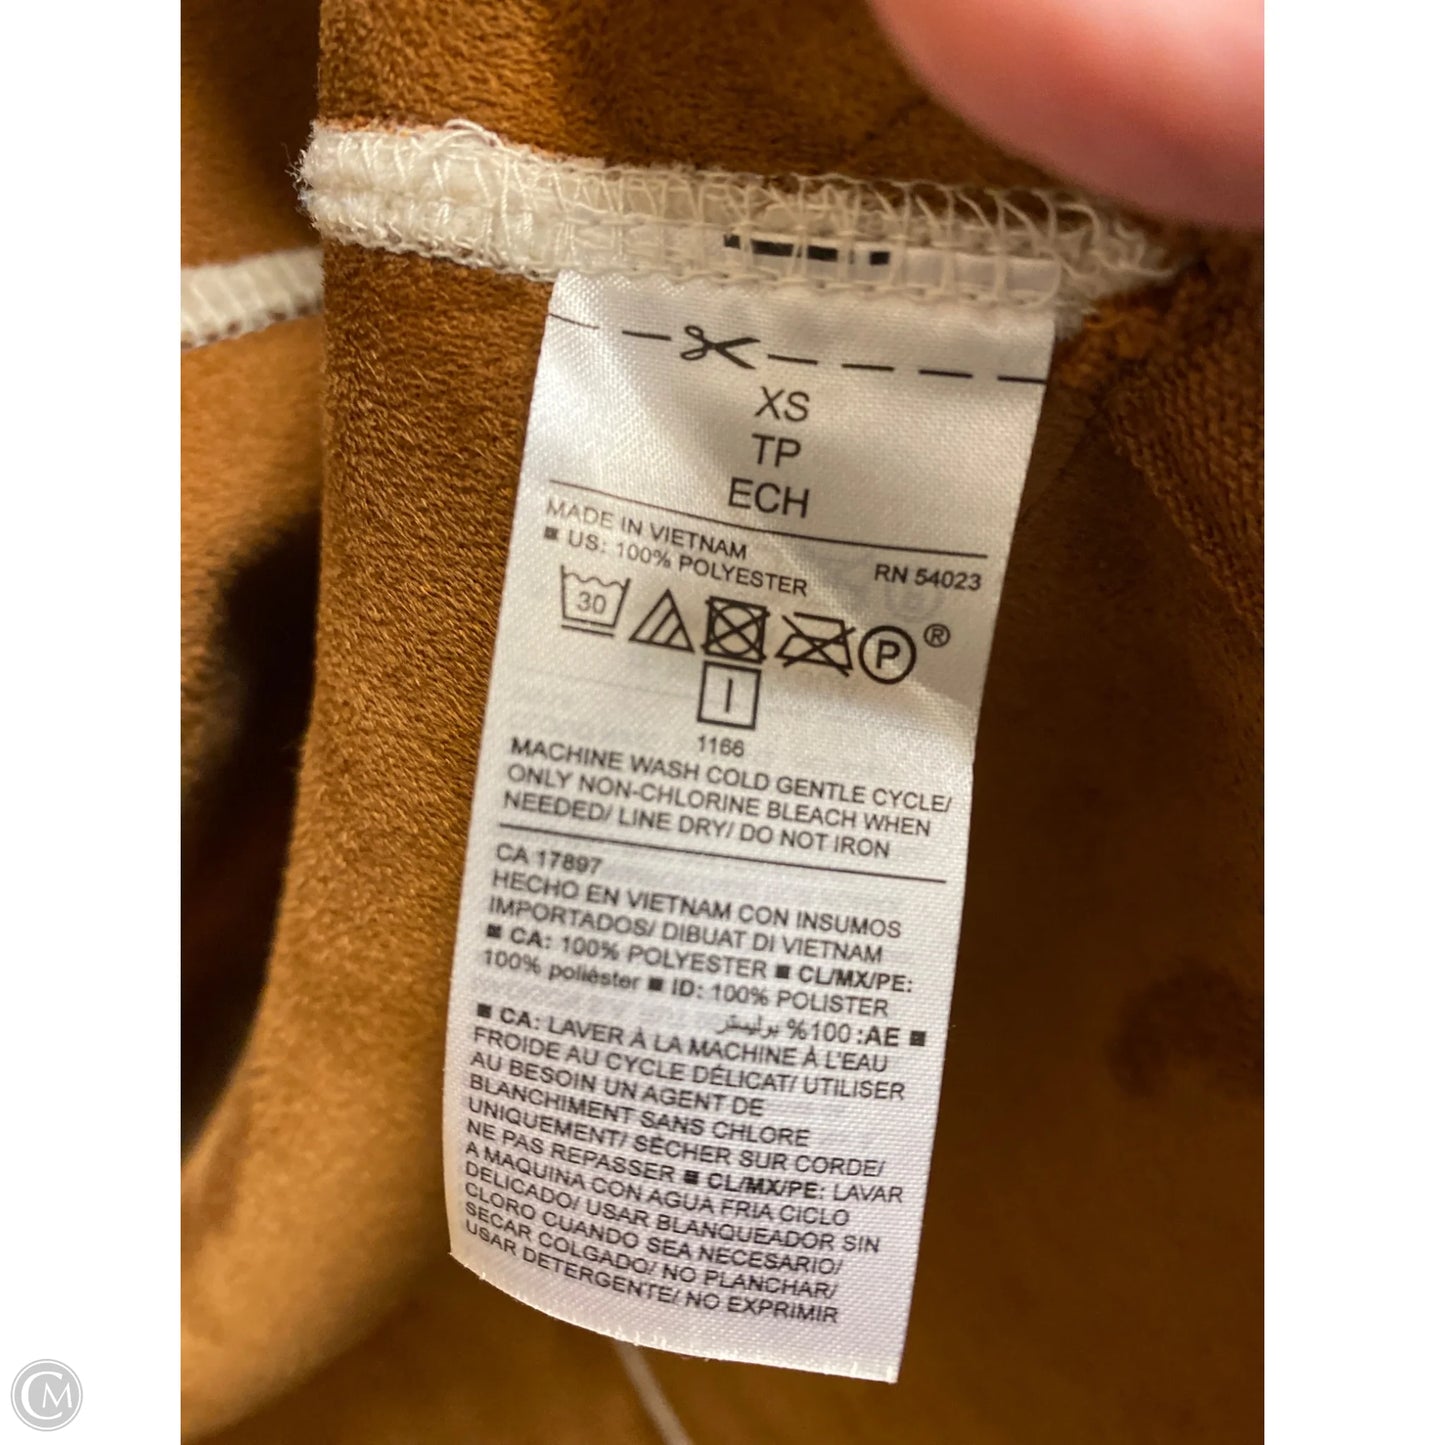 XS
TP
ECH
MADE IN VIETNAM
■ US: 100% POLYESTER
RN 54023
30
P ®
1166
MACHINE WASH COLD GENTLE CYCLE/
ONLY NON-CHLORINE BLEACH WHEN
NEEDED/ LINE DRY/ DO NOT IRON
CA 17897
HECHO EN VIETNAM CON INSUMOS
IMPORTADOS/ DIBUAT DI VIETNAM
■ CA: 100% POLYESTER ■ CL/MX/PE:
100% poliéster ■ ID: 100% POLISTER
■ AE: 100% بوليستر
■ CA: LAVER À LA MACHINE À L'EAU
FROIDE AU CYCLE DÉLICAT/ UTILISER
AU BESOIN UN AGENT DE
BLANCHIMENT SANS CHLORE
UNIQUEMENT/ SÉCHER SUR CORDE/
NE PAS REPASSER ■ CL/MX/PE: LAVAR
A MAQUINA CON AGUA FRIA CICLO
DELICADO/ USAR BLANQUEADOR SIN
CLORO CUANDO SEA NECESARIO/
SECAR COLGADO/ NO PLANCHAR/
USAR DETERGENTE/ NO EXPRIMIR
CM